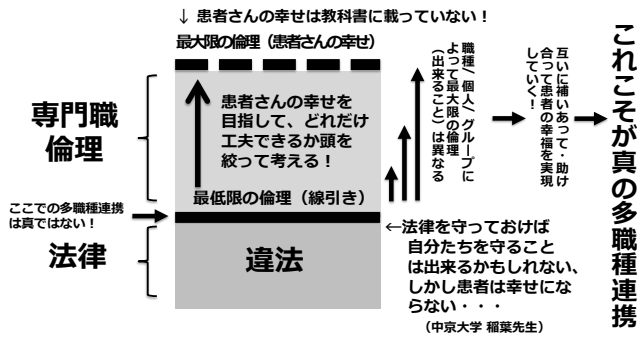 ↓ 患者さんの幸せは教科書に載っていない！
最大限の倫理（患者さんの幸せ）
専門職
倫理
患者さんの幸せを
目指して、どれだけ
工夫できるか頭を
絞って考える！
最低限の倫理（線引き）
ここでの多職種連携
は真ではない！
法律
違法
職種/個人/グループに
よって最大限の倫理
（出来ること）は異なる
互いに補いあって・助け
合って患者の幸福を実現
していく！
これこそが真の多職種連携
←法律を守っておけば
自分たちを守ること
は出来るかもしれない、
しかし患者は幸せにな
らない・・・
（中京大学 稲葉先生）